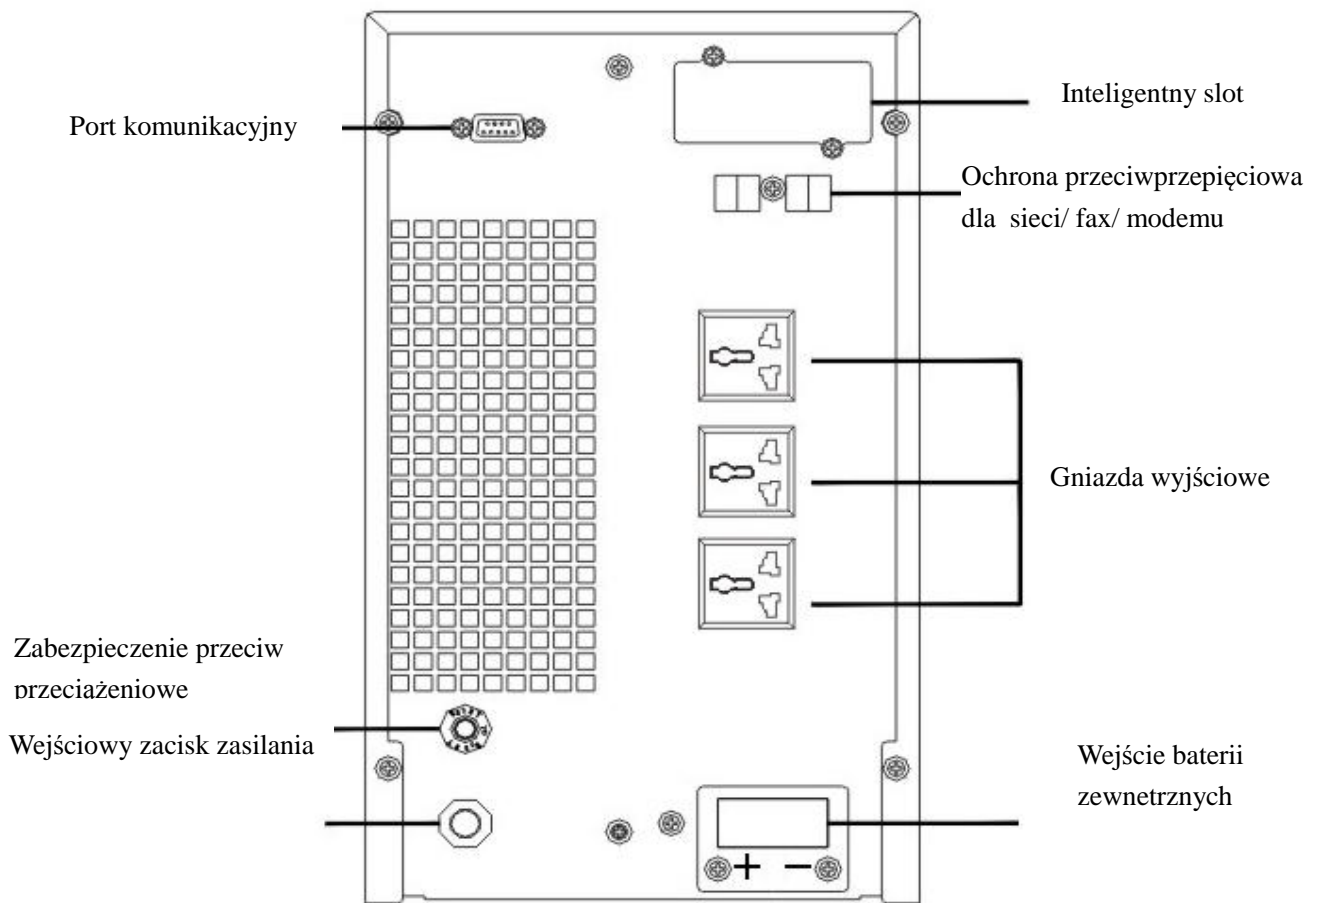 Inteligentny slot
Port komunikacyjny
Ochrona przeciwprzepięciowa
dla sieci/ fax/ modemu
Gniazda wyjściowe
Zabezpieczenie przeciw
przeciążeniowe
Wejściowy zacisk zasilania
Wejście baterii
zewnetrznych
+ −